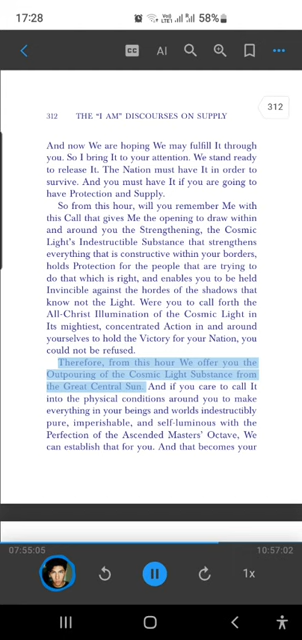 17:28
58%
CC
AI
312
312 THE “I AM” DISCOURSES ON SUPPLY
And now We are hoping We may fulfill It through
you. So I bring It to your attention. We stand ready
to release It. The Nation must have It in order to
survive. And you must have It if you are going to
have Protection and Supply.
So from this hour, will you remember Me with
this Call that gives Me the opening to draw within
and around you the Strengthening, the Cosmic
Light’s Indestructible Substance that strengthens
everything that is constructive within your borders,
holds Protection for the people that are trying to
do that which is right, and enables you to be held
Invincible against the hordes of the shadows that
know not the Light. Were you to call forth the
All-Christ Illumination of the Cosmic Light in
Its mightiest, concentrated Action in and around
yourselves to hold the Victory for your Nation, you
could not be refused.
Therefore, from this hour We offer you the
Outpouring of the Cosmic Light Substance from
the Great Central Sun. And if you care to call It
into the physical conditions around you to make
everything in your beings and worlds indestructibly
pure, imperishable, and self-luminous with the
Perfection of the Ascended Masters’ Octave, We
can establish that for you. And that becomes your
07:55:05
10:57:02
1x